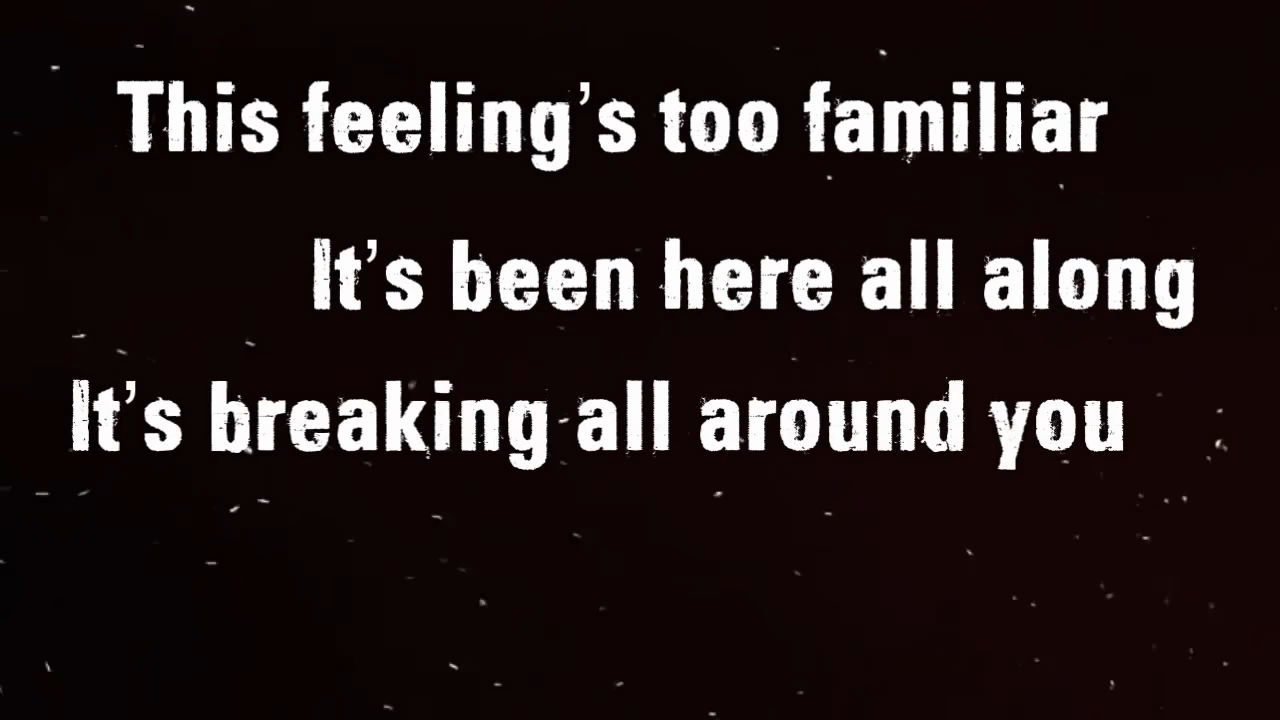 This feeling’s too familiar
It’s been here all along
It’s breaking all around you